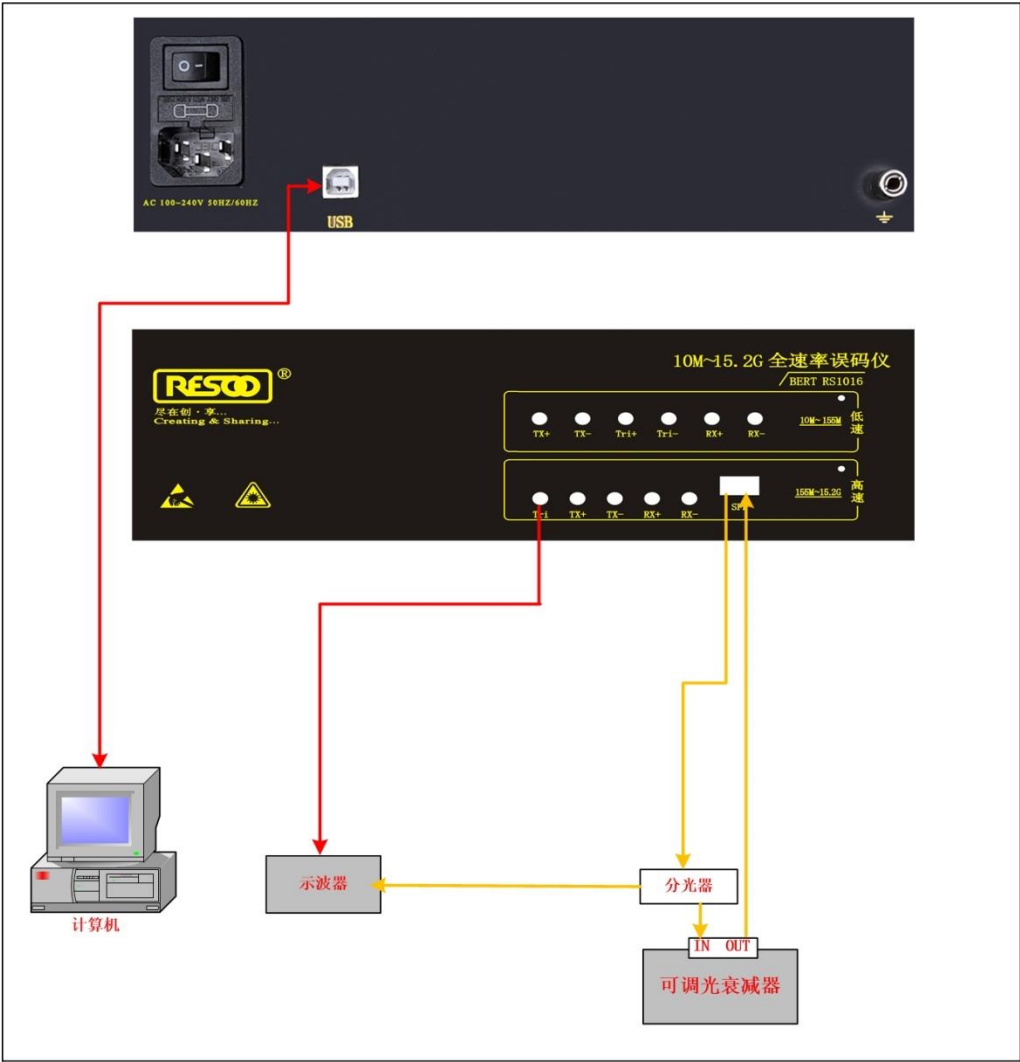 AC 100-240V 50HZ/60HZ
USB
RESOO ®
尽在创·享...
Creating & Sharing...
10M~15.2G 全速率误码仪
BERT RS1016
TX+ TX- Tri+ Tri- RX+ RX- 10M~155M 低速
Tri TX+ TX- RX+ RX- 155M~15.2G 高速
计算机
示波器
分光器
IN OUT
可调光衰减器